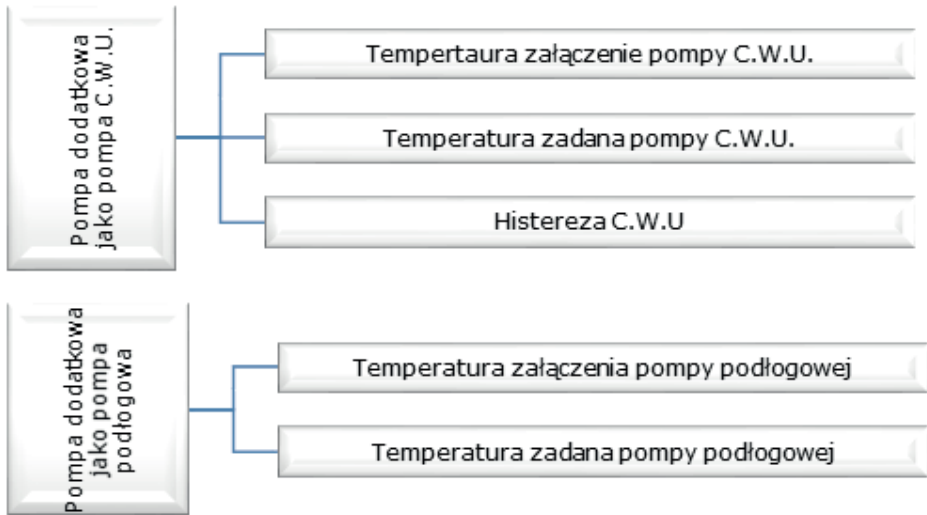 Pompa dodatkowa
jako pompa C.W.U.
Tempertaura załączenie pompy C.W.U.
Temperatura zadana pompy C.W.U.
Histereza C.W.U
Pompa dodatkowa
jako pompa
podłogowa
Temperatura załączenia pompy podłogowej
Temperatura zadana pompy podłogowej